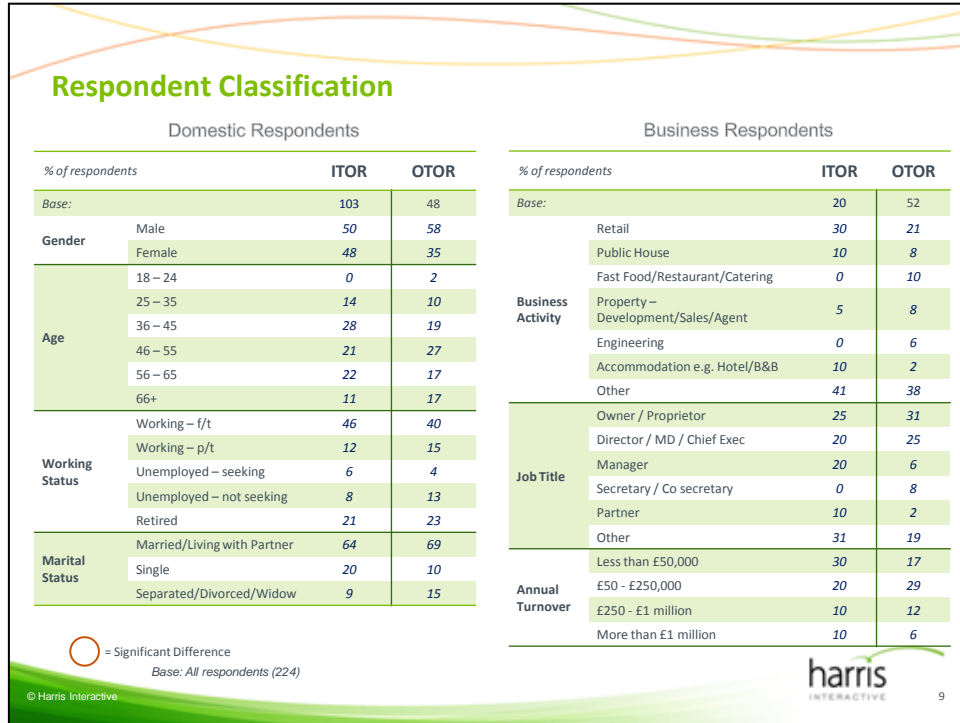 Respondent Classification
Domestic Respondents
% of respondents ITOR OTOR
Base: 103 48
Gender Male 50 58
Female 48 35
Age 18 – 24 0 2
25 – 35 14 10
36 – 45 28 19
46 – 55 21 27
56 – 65 22 17
66+ 11 17
Working Status Working – f/t 46 40
Working – p/t 12 15
Unemployed – seeking 6 4
Unemployed – not seeking 8 13
Retired 21 23
Marital Status Married/Living with Partner 64 69
Single 20 10
Separated/Divorced/Widow 9 15
Business Respondents
% of respondents ITOR OTOR
Base: 20 52
Business Activity Retail 30 21
Public House 10 8
Fast Food/Restaurant/Catering 0 10
Property –
Development/Sales/Agent 5 8
Engineering 0 6
Accommodation e.g. Hotel/B&B 10 2
Other 41 38
Job Title Owner / Proprietor 25 31
Director / MD / Chief Exec 20 25
Manager 20 6
Secretary / Co secretary 0 8
Partner 10 2
Other 31 19
Annual Turnover Less than £50,000 30 17
£50 - £250,000 20 29
£250 - £1 million 10 12
More than £1 million 10 6
= Significant Difference
Base: All respondents (224)
© Harris Interactive
harris
INTERACTIVE
9